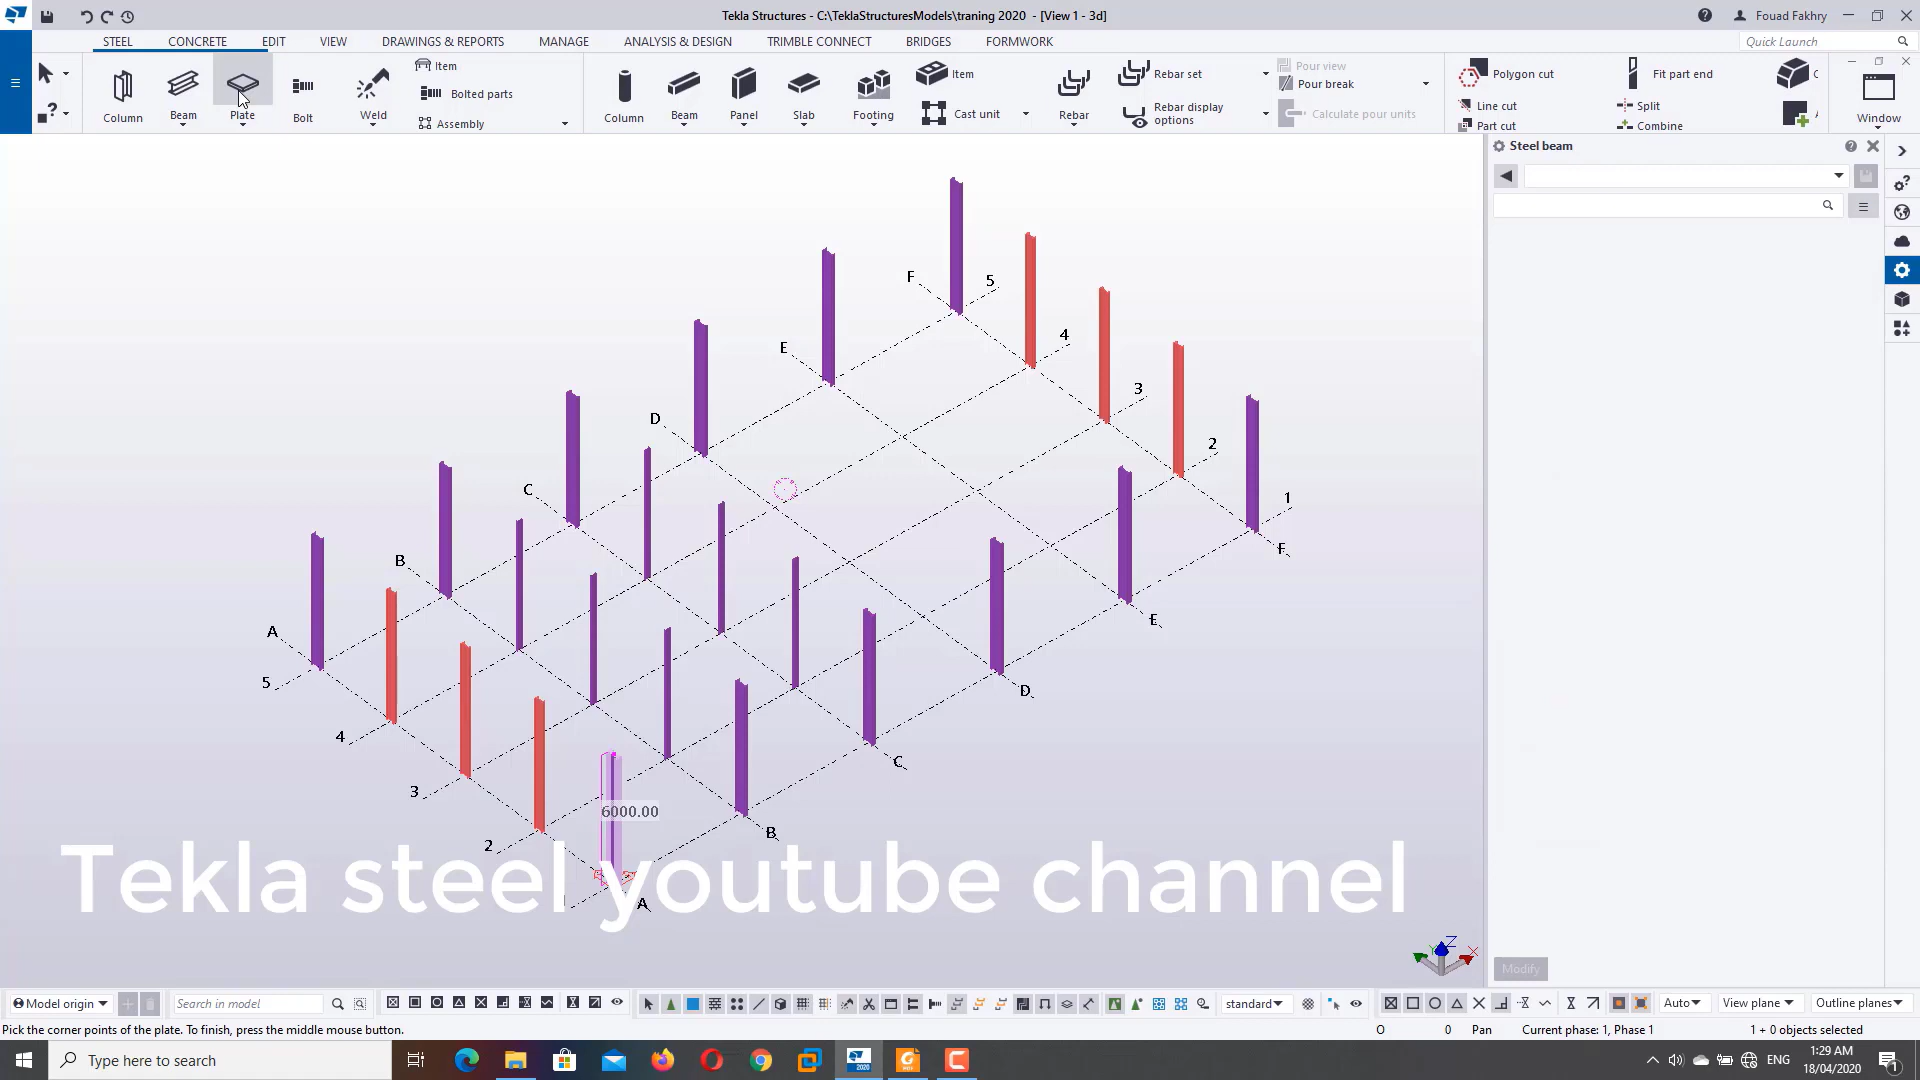 Tekla Structures - C:\TeklaStructuresModels\traning 2020 - [View 1 - 3d]
Fouad Fakhry
STEEL CONCRETE EDIT VIEW DRAWINGS & REPORTS MANAGE ANALYSIS & DESIGN TRIMBLE CONNECT BRIDGES FORMWORK
Quick Launch
Column Beam Plate Bolt Weld
Item
Bolted parts
Assembly
Column Beam Panel Slab Footing
Item
Cast unit
Rebar
Rebar set
Rebar display
options
Pour view
Pour break
Calculate pour units
Polygon cut
Line cut
Part cut
Fit part end
Split
Combine
Window
Steel beam
F
5
E
4
3
D
2
C
1
B
F
A
E
5
D
4
C
3
6000.00
B
2
A
Tekla steel youtube channel
Z
X
Modify
Model origin
Search in model
standard
Auto
View plane
Outline planes
Pick the corner points of the plate. To finish, press the middle mouse button.
O 0 Pan Current phase: 1, Phase 1 1 + 0 objects selected
Type here to search
ENG
1:29 AM
18/04/2020